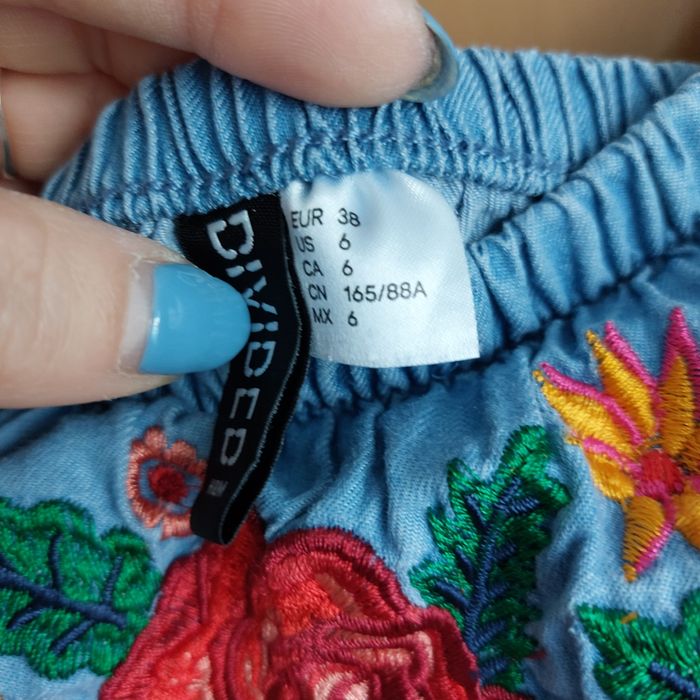 DIVIDED
EUR 38
US 6
CA 6
CN 165/88A
MX 6